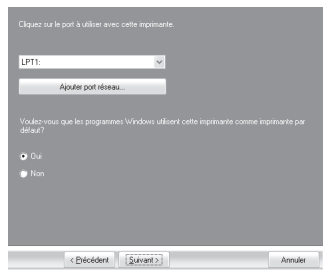 Cliquez sur le port à utiliser avec cette imprimante.
LPT1:
Ajouter port réseau...
Voulez-vous que les programmes Windows utilisent cette imprimante comme imprimante par
défaut?
Oui
Non
< Précédent
Suivant >
Annuler